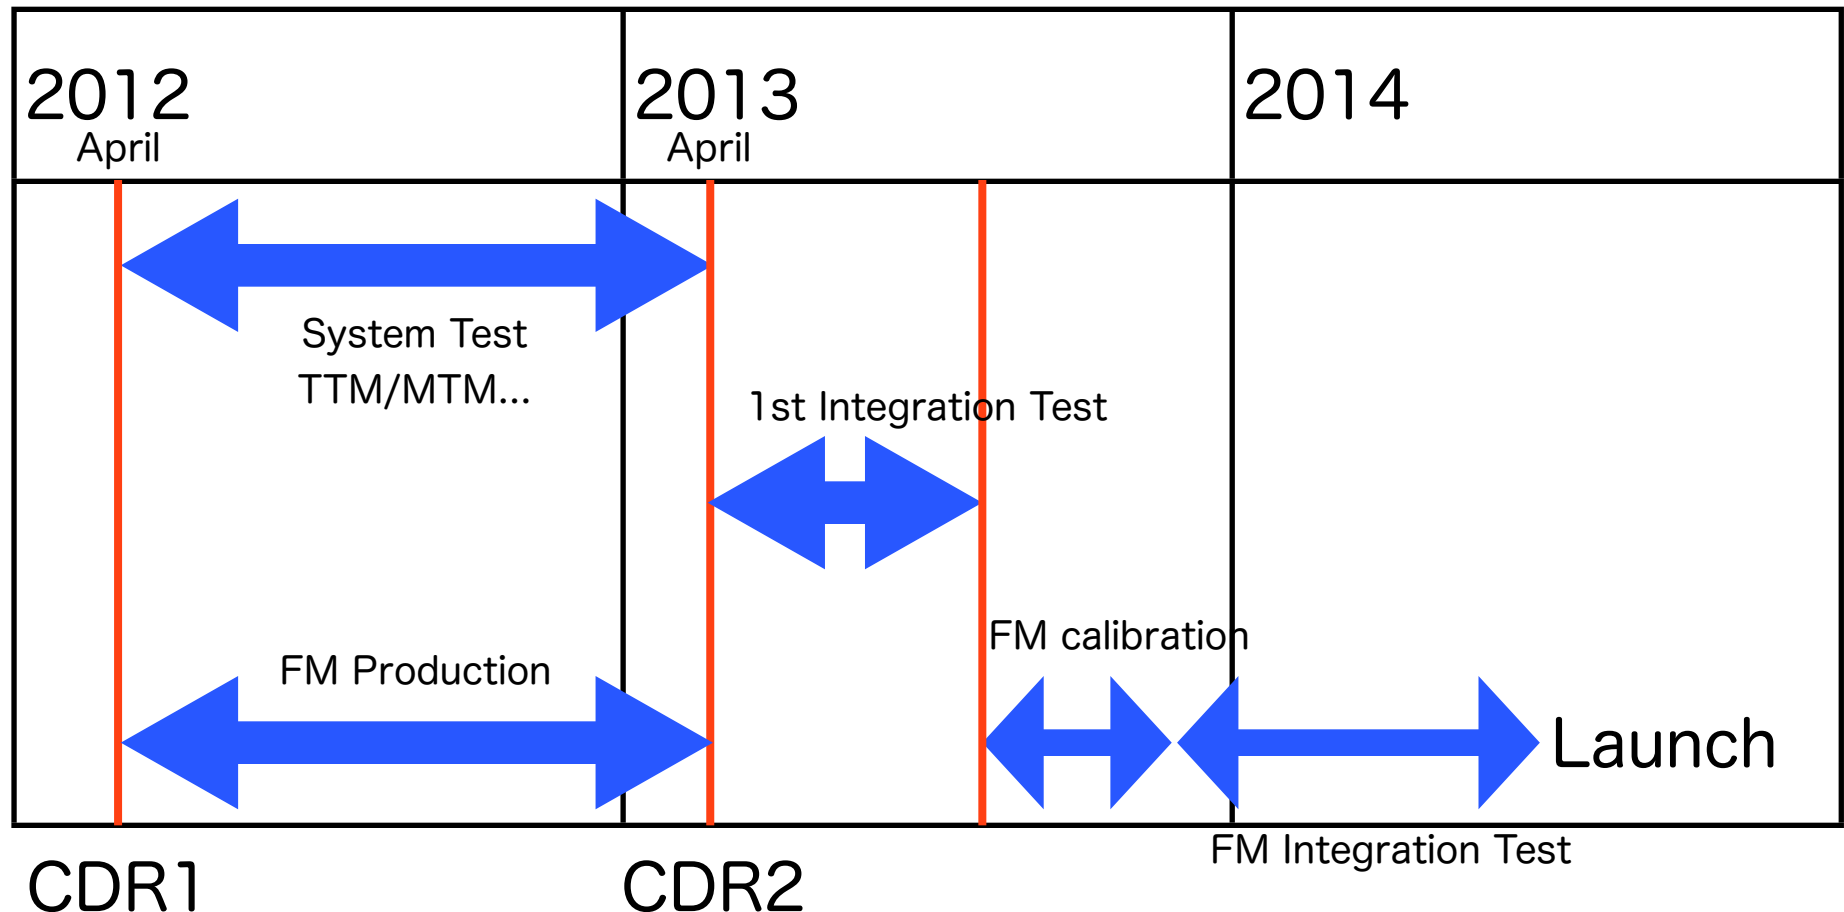 2012
April
2013
April
2014
System Test
TTM/MTM...
1st Integration Test
FM calibration
FM Production
Launch
FM Integration Test
CDR1
CDR2